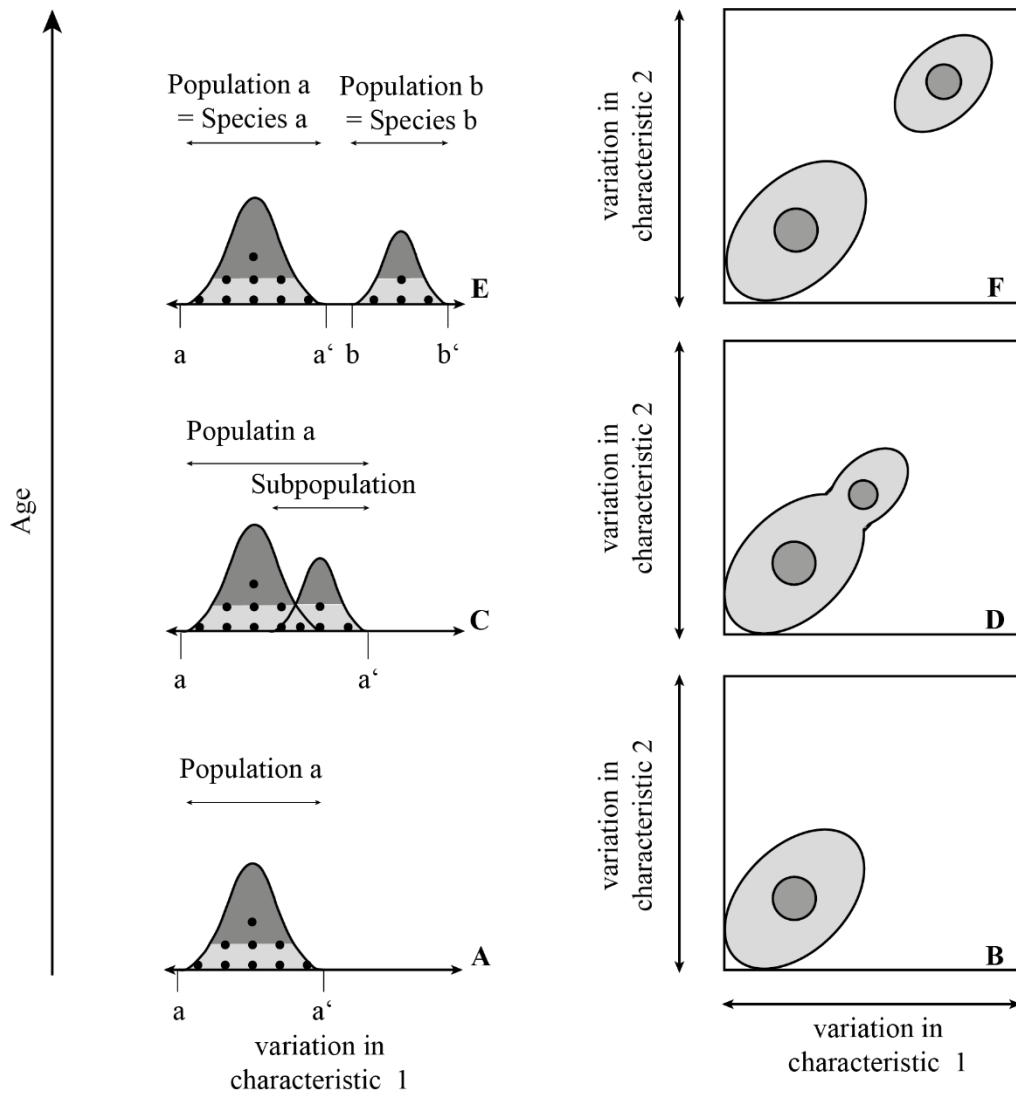 Age
Population a
= Species a
Population b
= Species b
E
a
a‘
b
b‘
variation in
characteristic 2
F
Populatin a
Subpopulation
C
a
a‘
variation in
characteristic 2
D
Population a
A
a
a‘
variation in
characteristic 1
variation in
characteristic 2
B
variation in
characteristic 1